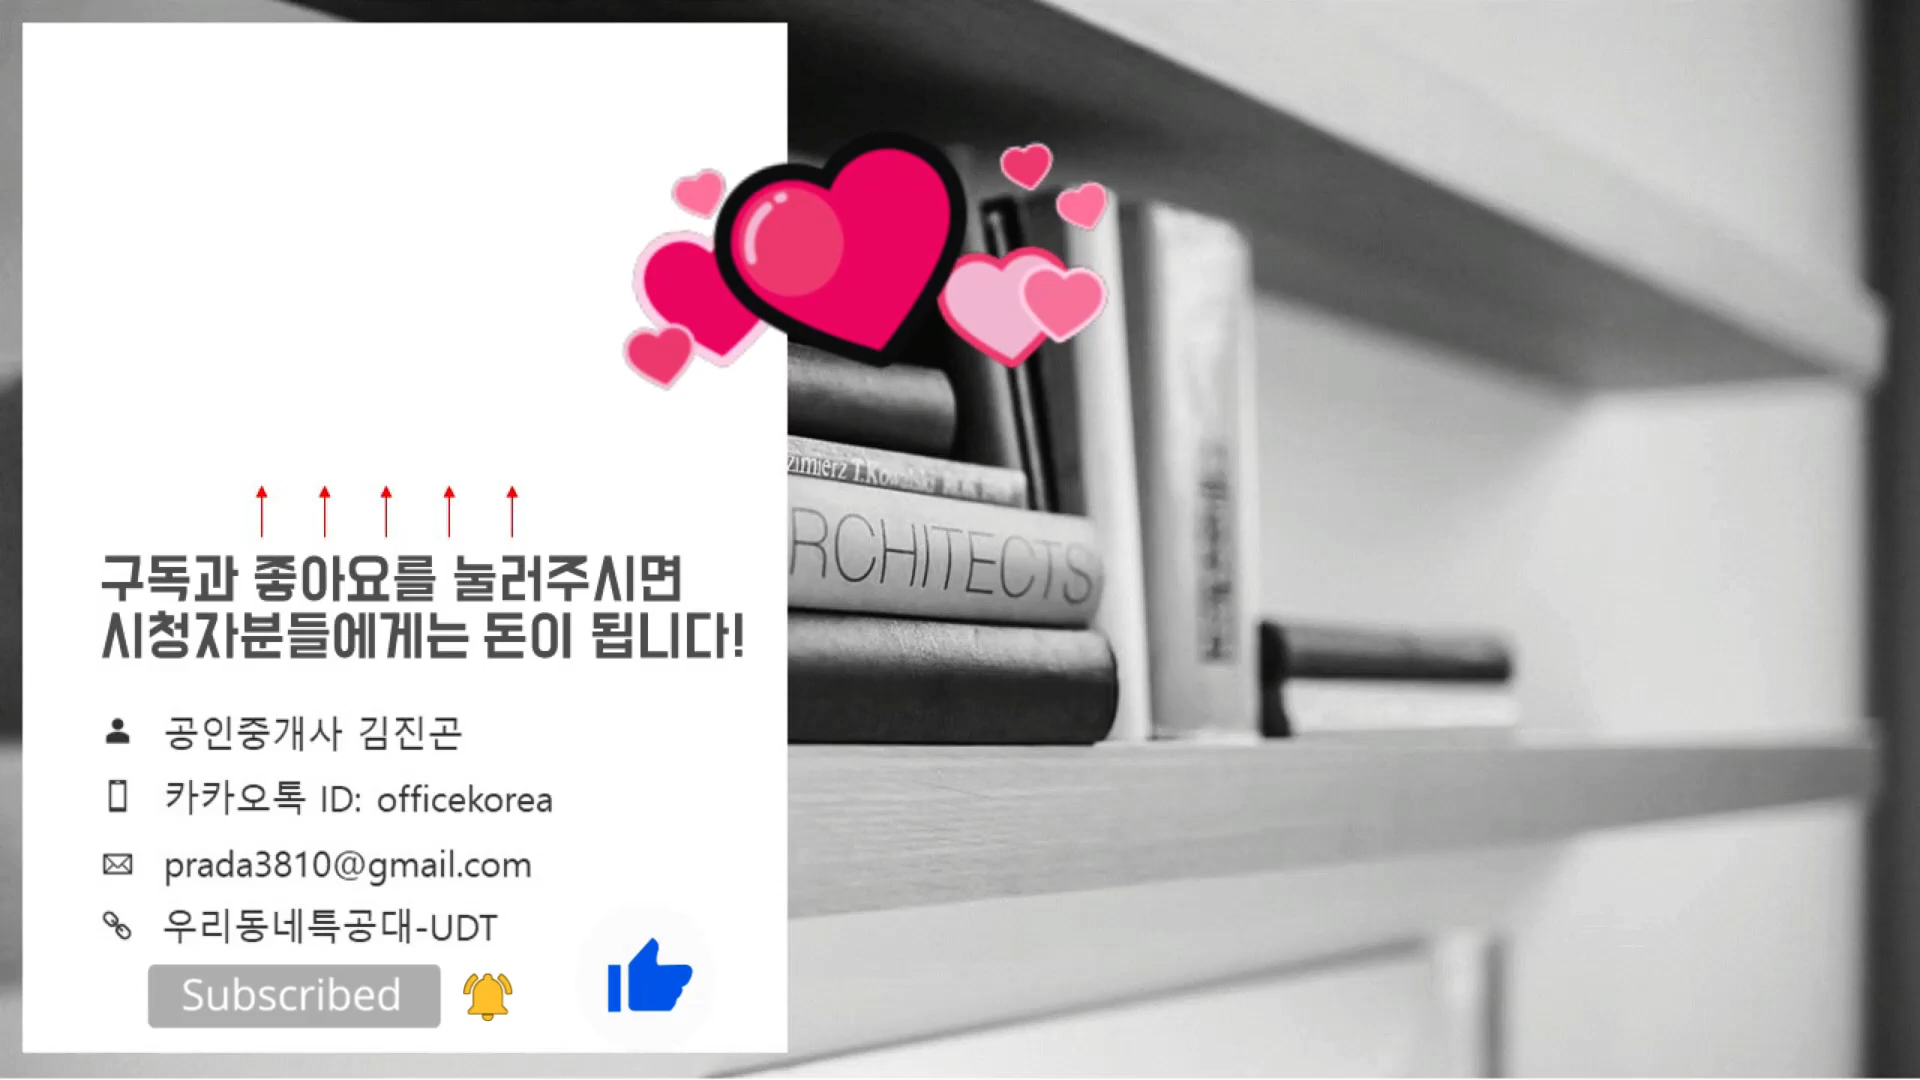 구독과 좋아요를 눌러주시면
시청자분들에게는 돈이 됩니다!
공인중개사 김진곤
카카오톡 ID: officekorea
prada3810@gmail.com
우리동네특공대-UDT
Subscribed
zimierz T.Kowalski
RCHITECTS